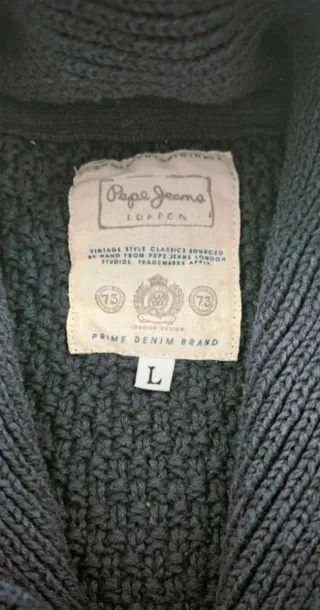 Pepe Jeans
LONDON
VINTAGE STYLE CLASSICS SOURCED
BY HAND FROM PEPE JEANS LONDON
STUDIOS. TRADEMARKS APPLY.
73 73
LONDON DESIGN
PRIME DENIM BRAND
L